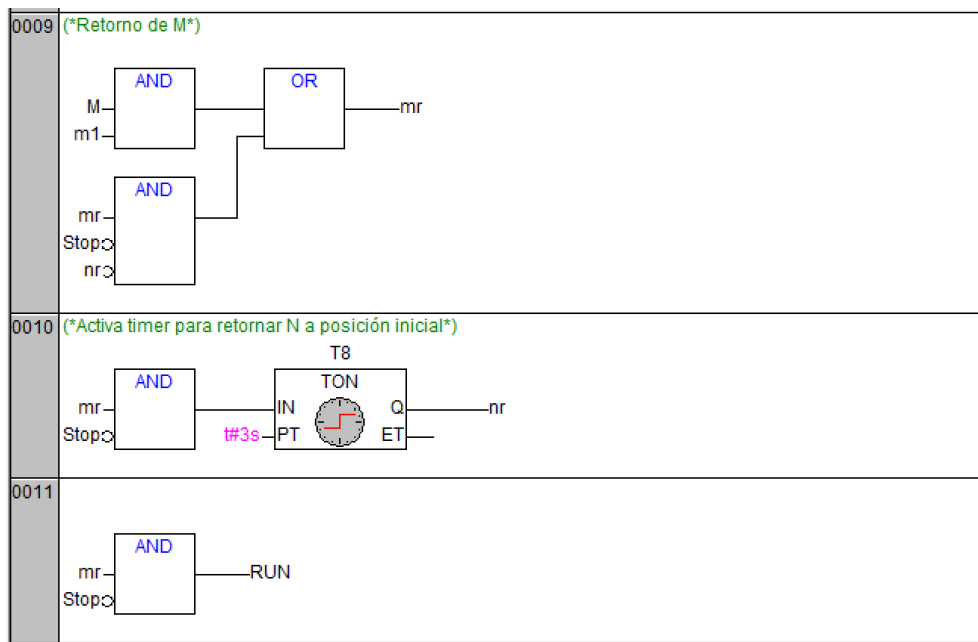 0009 (*Retorno de M*)
AND OR
M mr
m1
AND
mr
Stop
nr
0010 (*Activa timer para retornar N a posición inicial*)
T8
AND TON
mr IN Q nr
Stop t#3s PT ET
0011
AND
mr RUN
Stop